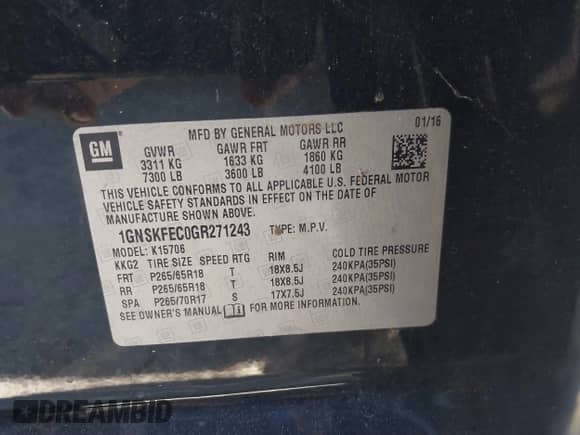 MFD BY GENERAL MOTORS LLC 01/16
GM GVWR GAWR FRT GAWR RR
3311 KG 1633 KG 1860 KG
7300 LB 3600 LB 4100 LB
THIS VEHICLE CONFORMS TO ALL APPLICABLE U.S. FEDERAL MOTOR
VEHICLE SAFETY STANDARDS IN EFFECT ON THE DATE OF
MANUFACTURE SHOWN ABOVE.
1GNSKFEC0GR271243 TYPE: M.P.V.
MODEL: K15706
KKG2 TIRE SIZE SPEED RTG RIM COLD TIRE PRESSURE
FRT P265/65R18 T 18X8.5J 240KPA(35PSI)
RR P265/65R18 T 18X8.5J 240KPA(35PSI)
SPA P265/70R17 S 17X7.5J 240KPA(35PSI)
SEE OWNER'S MANUAL FOR MORE INFORMATION.
DREAMBID